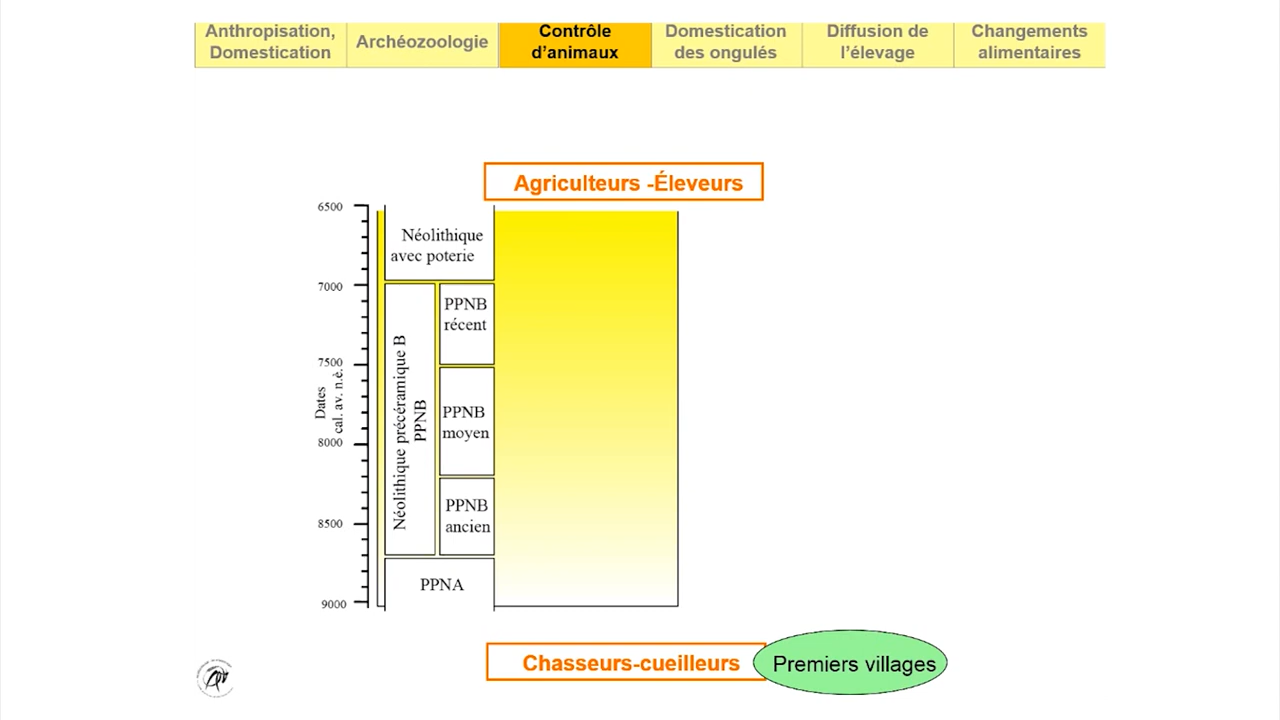 Anthropisation,
Domestication
Archéozoologie
Contrôle
d'animaux
Domestication
des ongulés
Diffusion de
l'élevage
Changements
alimentaires
Agriculteurs -Éleveurs
6500
7000
7500
8000
8500
9000
Dates
cal. av. n.è.
Néolithique
avec poterie
Néolithique précéramique B
PPNB
PPNB
récent
PPNB
moyen
PPNB
ancien
PPNA
Chasseurs-cueilleurs
Premiers villages